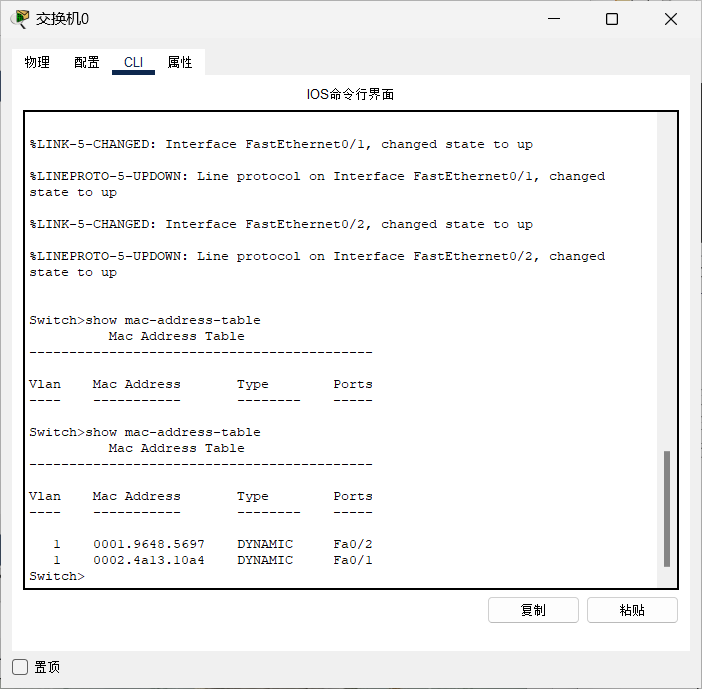 交换机0
物理 配置 CLI 属性
IOS命令行界面
%LINK-5-CHANGED: Interface FastEthernet0/1, changed state to up
%LINEPROTO-5-UPDOWN: Line protocol on Interface FastEthernet0/1, changed
state to up
%LINK-5-CHANGED: Interface FastEthernet0/2, changed state to up
%LINEPROTO-5-UPDOWN: Line protocol on Interface FastEthernet0/2, changed
state to up
Switch>show mac-address-table
Mac Address Table
-------------------------------------------
Vlan    Mac Address       Type        Ports
----    -----------       --------    -----
Switch>show mac-address-table
Mac Address Table
-------------------------------------------
Vlan    Mac Address       Type        Ports
----    -----------       --------    -----
1    0001.9648.5697    DYNAMIC     Fa0/2
1    0002.4a13.10a4    DYNAMIC     Fa0/1
Switch>
复制 粘贴
置顶